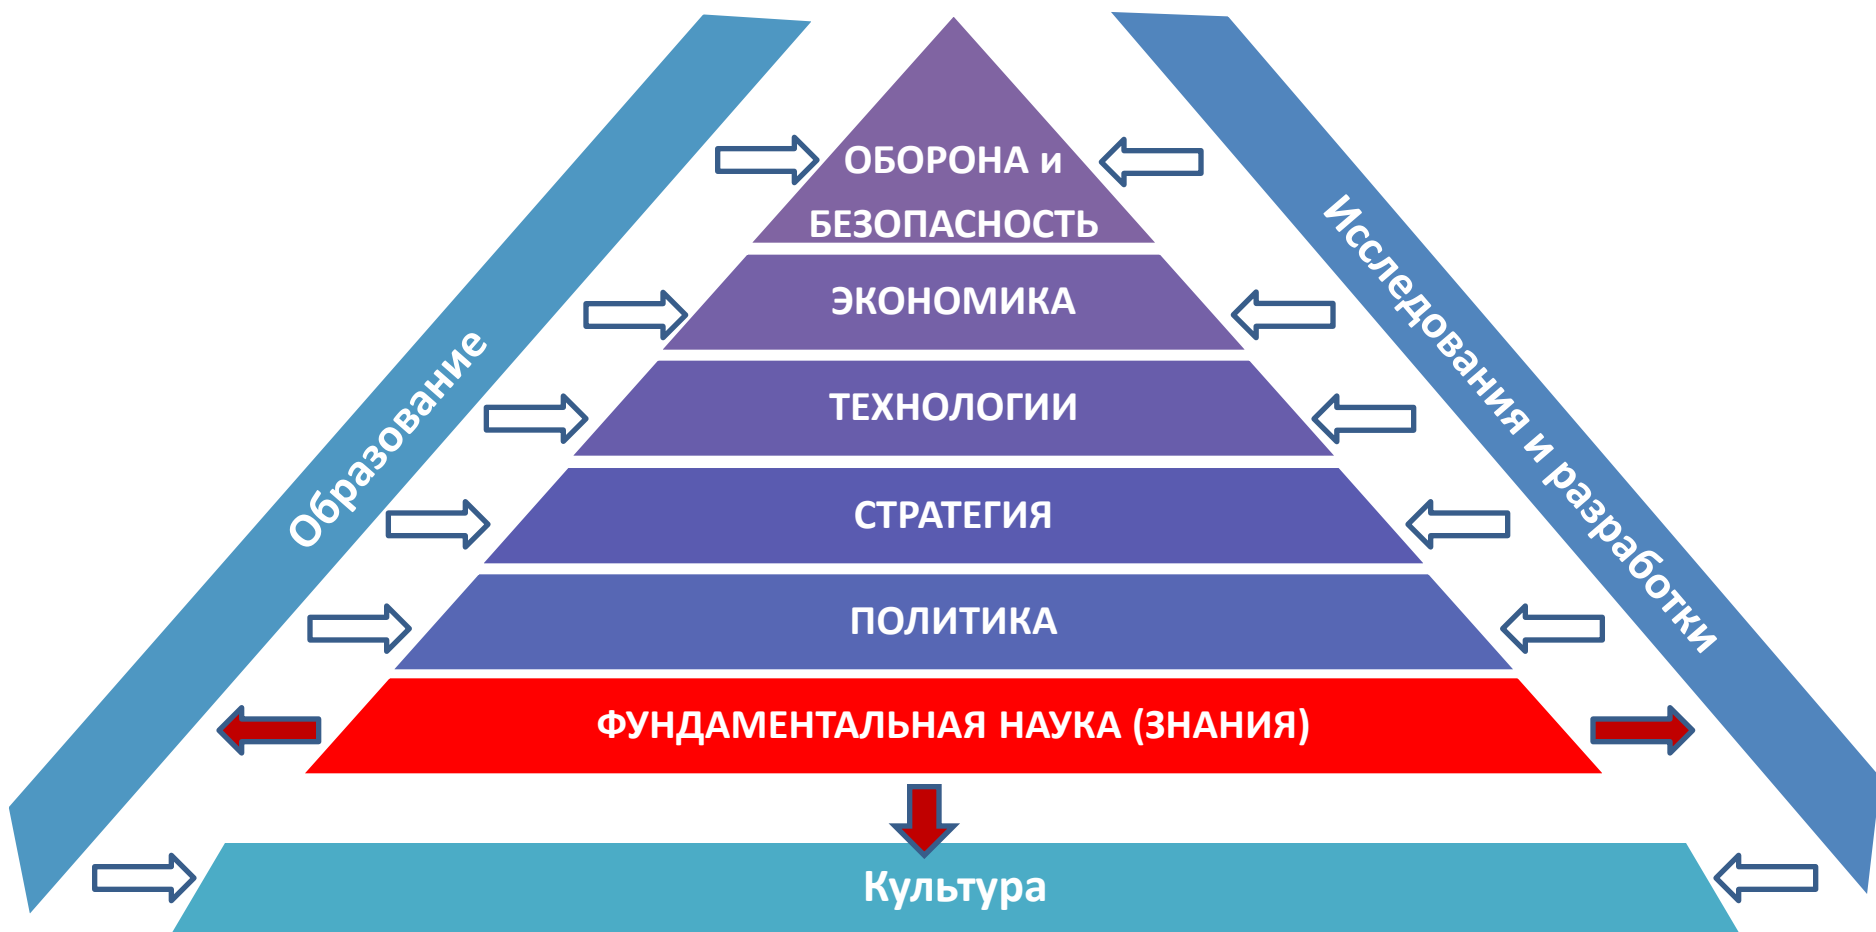 ОБОРОНА и
БЕЗОПАСНОСТЬ
ЭКОНОМИКА
ТЕХНОЛОГИИ
СТРАТЕГИЯ
ПОЛИТИКА
ФУНДАМЕНТАЛЬНАЯ НАУКА (ЗНАНИЯ)
Культура
Образование
Исследования и разработки